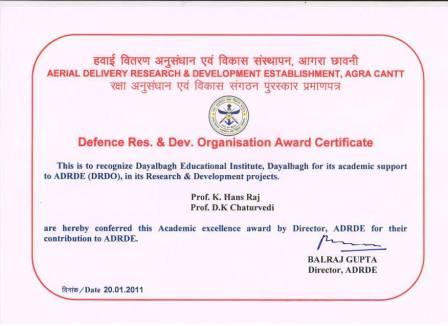 हवाई वितरण अनुसंधान एवं विकास संस्थापन, आगरा छावनी
AERIAL DELIVERY RESEARCH & DEVELOPMENT ESTABLISHMENT, AGRA CANTT
रक्षा अनुसंधान एवं विकास संगठन पुरस्कार प्रमाणपत्र
Defence Res. & Dev. Organisation Award Certificate
This is to recognize Dayalbagh Educational Institute, Dayalbagh for its academic support
to ADRDE (DRDO), in its Research & Development projects.
Prof. K. Hans Raj
Prof. D.K Chaturvedi
are hereby conferred this Academic excellence award by Director, ADRDE for their
contribution to ADRDE.
BALRAJ GUPTA
Director, ADRDE
दिनांक/Date 20.01.2011